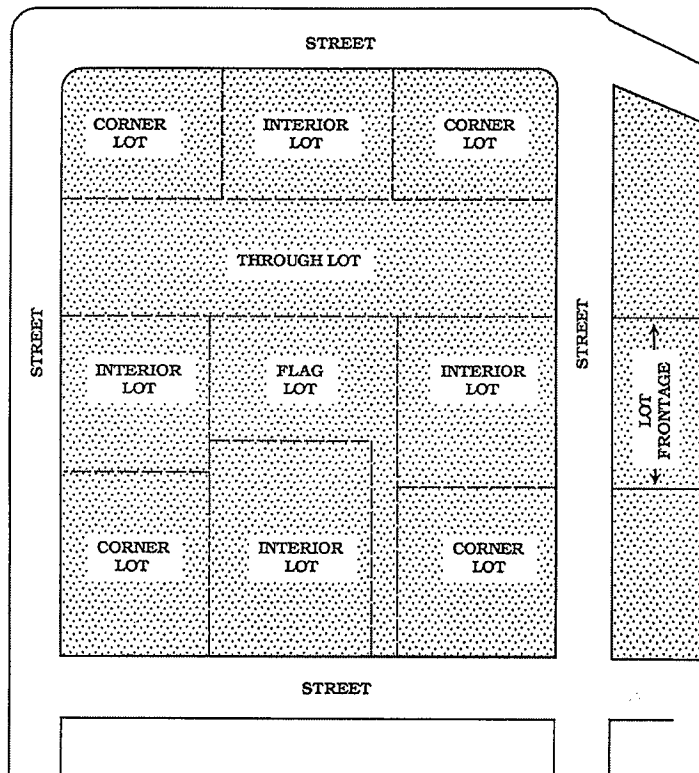 STREET
CORNER
LOT
INTERIOR
LOT
CORNER
LOT
THROUGH LOT
STREET
STREET
INTERIOR
LOT
FLAG
LOT
INTERIOR
LOT
LOT
FRONTAGE
CORNER
LOT
INTERIOR
LOT
CORNER
LOT
STREET